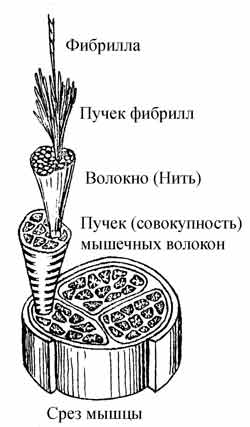 Фибрилла
Пучек фибрилл
Волокно (Нить)
Пучек (совокупность)
мышечных волокон
Срез мышцы